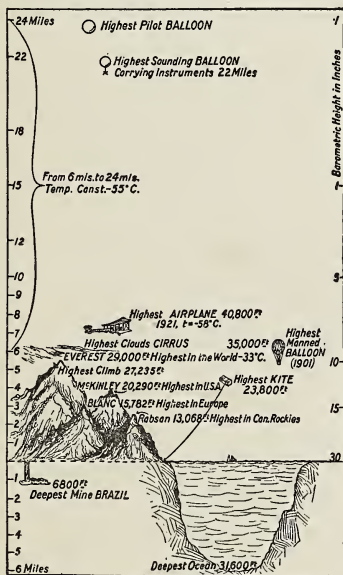 24 Miles
Highest Pilot BALLOON
.1
22
Highest Sounding BALLOON
Carrying Instruments 22 Miles
Barometric Height in Inches
18
From 6 mls. to 24 mls.
Temp. Const. -55°C.
15
12
10
9
8
7
Highest AIRPLANE 40,800 ft
1921, t=-58°C.
6
Highest Clouds CIRRUS
35,000 ft
Highest
Manned
BALLOON
(1901)
EVEREST 29,000 ft Highest in the World -33°C.
10
5
Highest Climb 27,235 ft
4
McKINLEY 20,290 ft Highest in USA
Highest KITE
23,800 ft
3
BLANC 15,782 ft Highest in Europe
15
2
Robson 13,068 ft Highest in Can. Rockies
30
1
6800 ft
2
Deepest Mine BRAZIL
3
4
5
6 Miles
Deepest Ocean 31,600 ft